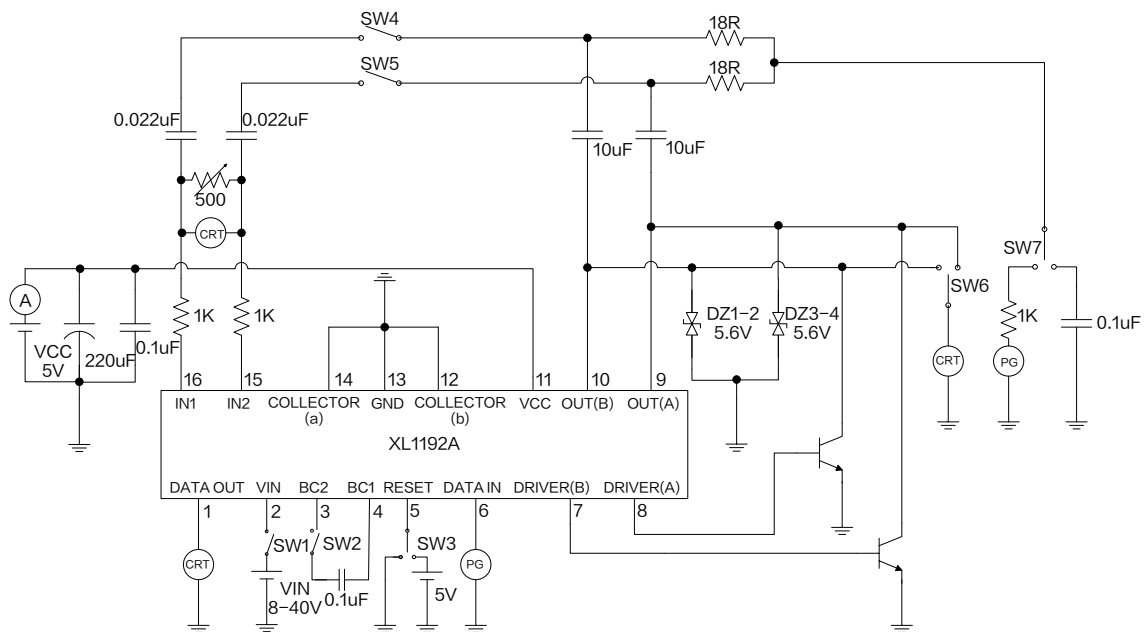 SW4
18R
SW5
18R
0.022uF
0.022uF
10uF
10uF
500
CRT
SW7
SW6
A
1K
1K
DZ1-2
5.6V
DZ3-4
5.6V
1K
0.1uF
VCC
5V
220uF
0.1uF
CRT
PG
16
15
14
13
12
11
10
9
IN1
IN2
COLLECTOR
(a)
GND
COLLECTOR
(b)
VCC
OUT(B)
OUT(A)
XL1192A
DATA OUT
VIN
BC2
BC1
RESET
DATA IN
DRIVER(B)
DRIVER(A)
1
2
3
4
5
6
7
8
SW1
SW2
SW3
CRT
PG
VIN
8-40V
0.1uF
5V